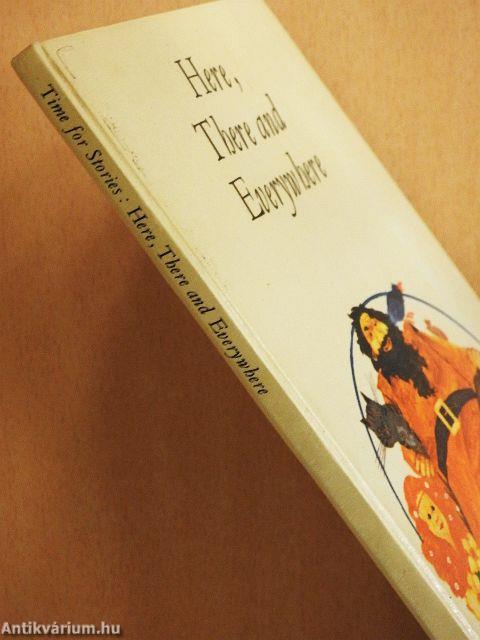 Here,
There and
Everywhere
Time for Stories : Here, There and Everywhere
Antikvárium.hu